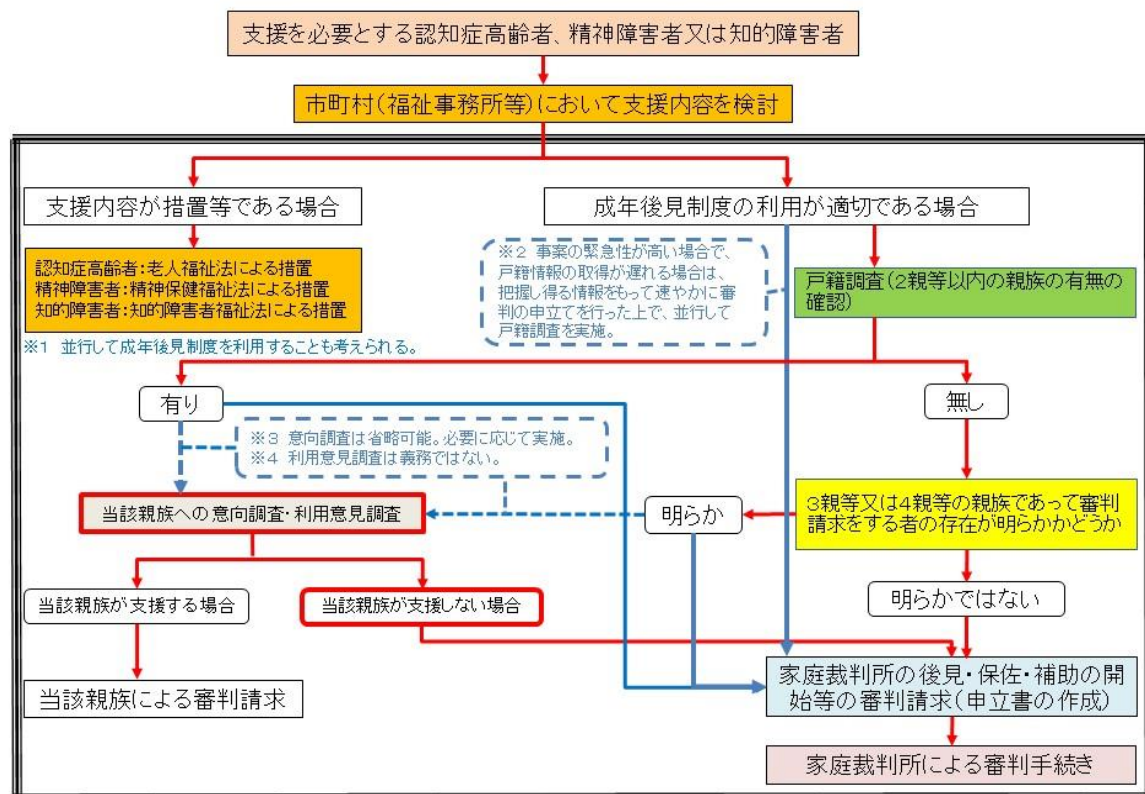 支援を必要とする認知症高齢者、精神障害者又は知的障害者
市町村(福祉事務所等)において支援内容を検討
支援内容が措置等である場合
成年後見制度の利用が適切である場合
認知症高齢者:老人福祉法による措置
精神障害者:精神保健福祉法による措置
知的障害者:知的障害者福祉法による措置
※1 並行して成年後見制度を利用することも考えられる。
※2 事案の緊急性が高い場合で、
戸籍情報の取得が遅れる場合は、
把握し得る情報をもって速やかに審
判の申立てを行った上で、並行して
戸籍調査を実施。
戸籍調査(2親等以内の親族の有無の
確認)
有り
無し
※3 意向調査は省略可能。必要に応じて実施。
※4 利用意見調査は義務ではない。
当該親族への意向調査・利用意見調査
明らか
3親等又は4親等の親族であって審判
請求をする者の存在が明らかかどうか
当該親族が支援する場合
当該親族が支援しない場合
明らかではない
当該親族による審判請求
家庭裁判所の後見・保佐・補助の開
始等の審判請求(申立書の作成)
家庭裁判所による審判手続き